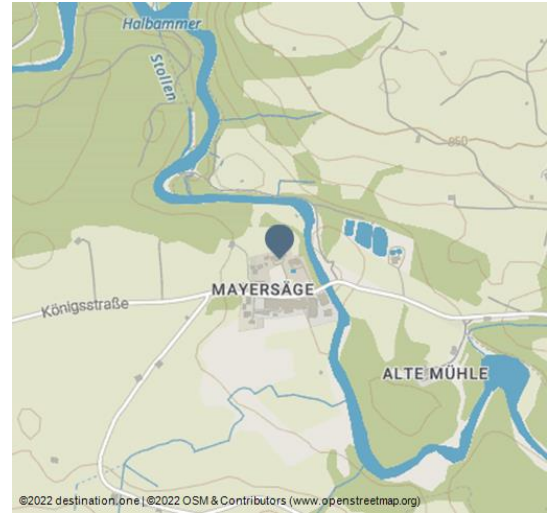 Halbammer
Stollen
850
MAYERSÄGE
Königsstraße
ALTE MÜHLE
©2022 destination.one | ©2022 OSM & Contributors (www.openstreetmap.org)